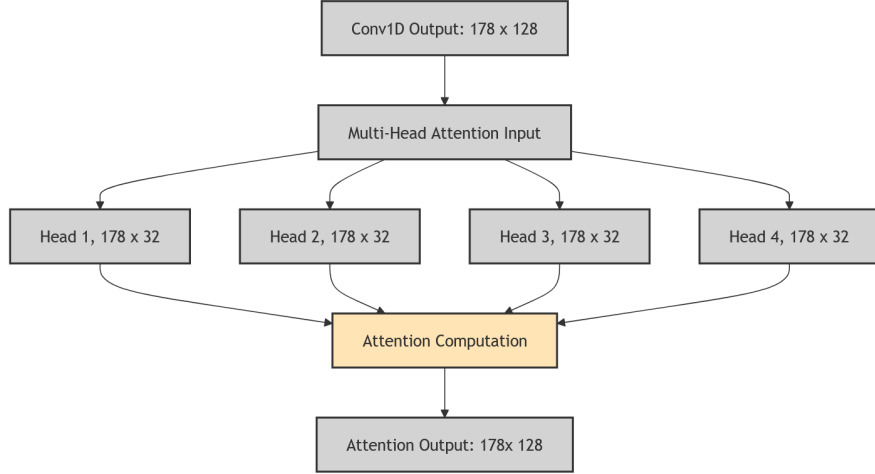 Conv1D Output: 178 x 128
Multi-Head Attention Input
Head 1, 178 x 32
Head 2, 178 x 32
Head 3, 178 x 32
Head 4, 178 x 32
Attention Computation
Attention Output: 178x 128